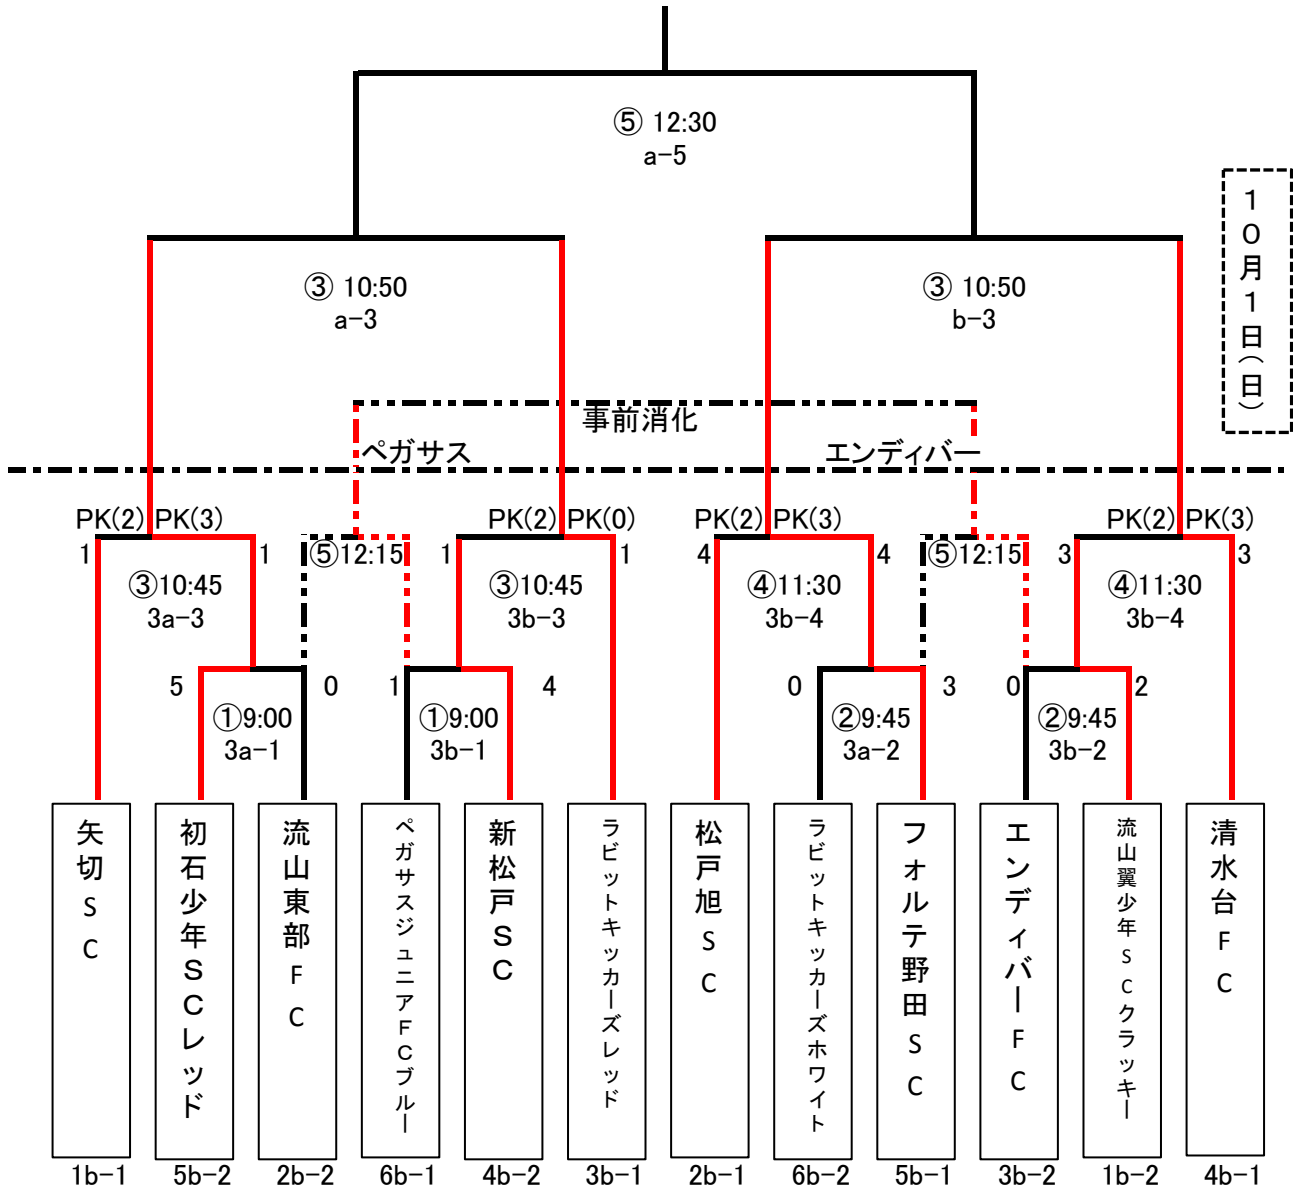 ⑤ 12:30
a-5
10月1日(日)
③ 10:50
a-3
③ 10:50
b-3
事前消化
ペガサス
エンディバー
PK(2) PK(3)
PK(2) PK(0)
PK(2) PK(3)
PK(2) PK(3)
1
1
⑤12:15
1
1
4
4
⑤12:15
3
3
③10:45
3a-3
③10:45
3b-3
④11:30
3b-4
④11:30
3b-4
5
0
1
4
0
3
0
2
①9:00
3a-1
①9:00
3b-1
②9:45
3a-2
②9:45
3b-2
矢切SC
初石少年SCレッド
流山東部FC
ペガサスジュニアFCブルー
新松戸SC
ラビットキッカーズレッド
松戸旭SC
ラビットキッカーズホワイト
フォルテ野田SC
エンディバーFC
流山翼少年SCクラッキー
清水台FC
1b-1
5b-2
2b-2
6b-1
4b-2
3b-1
2b-1
6b-2
5b-1
3b-2
1b-2
4b-1